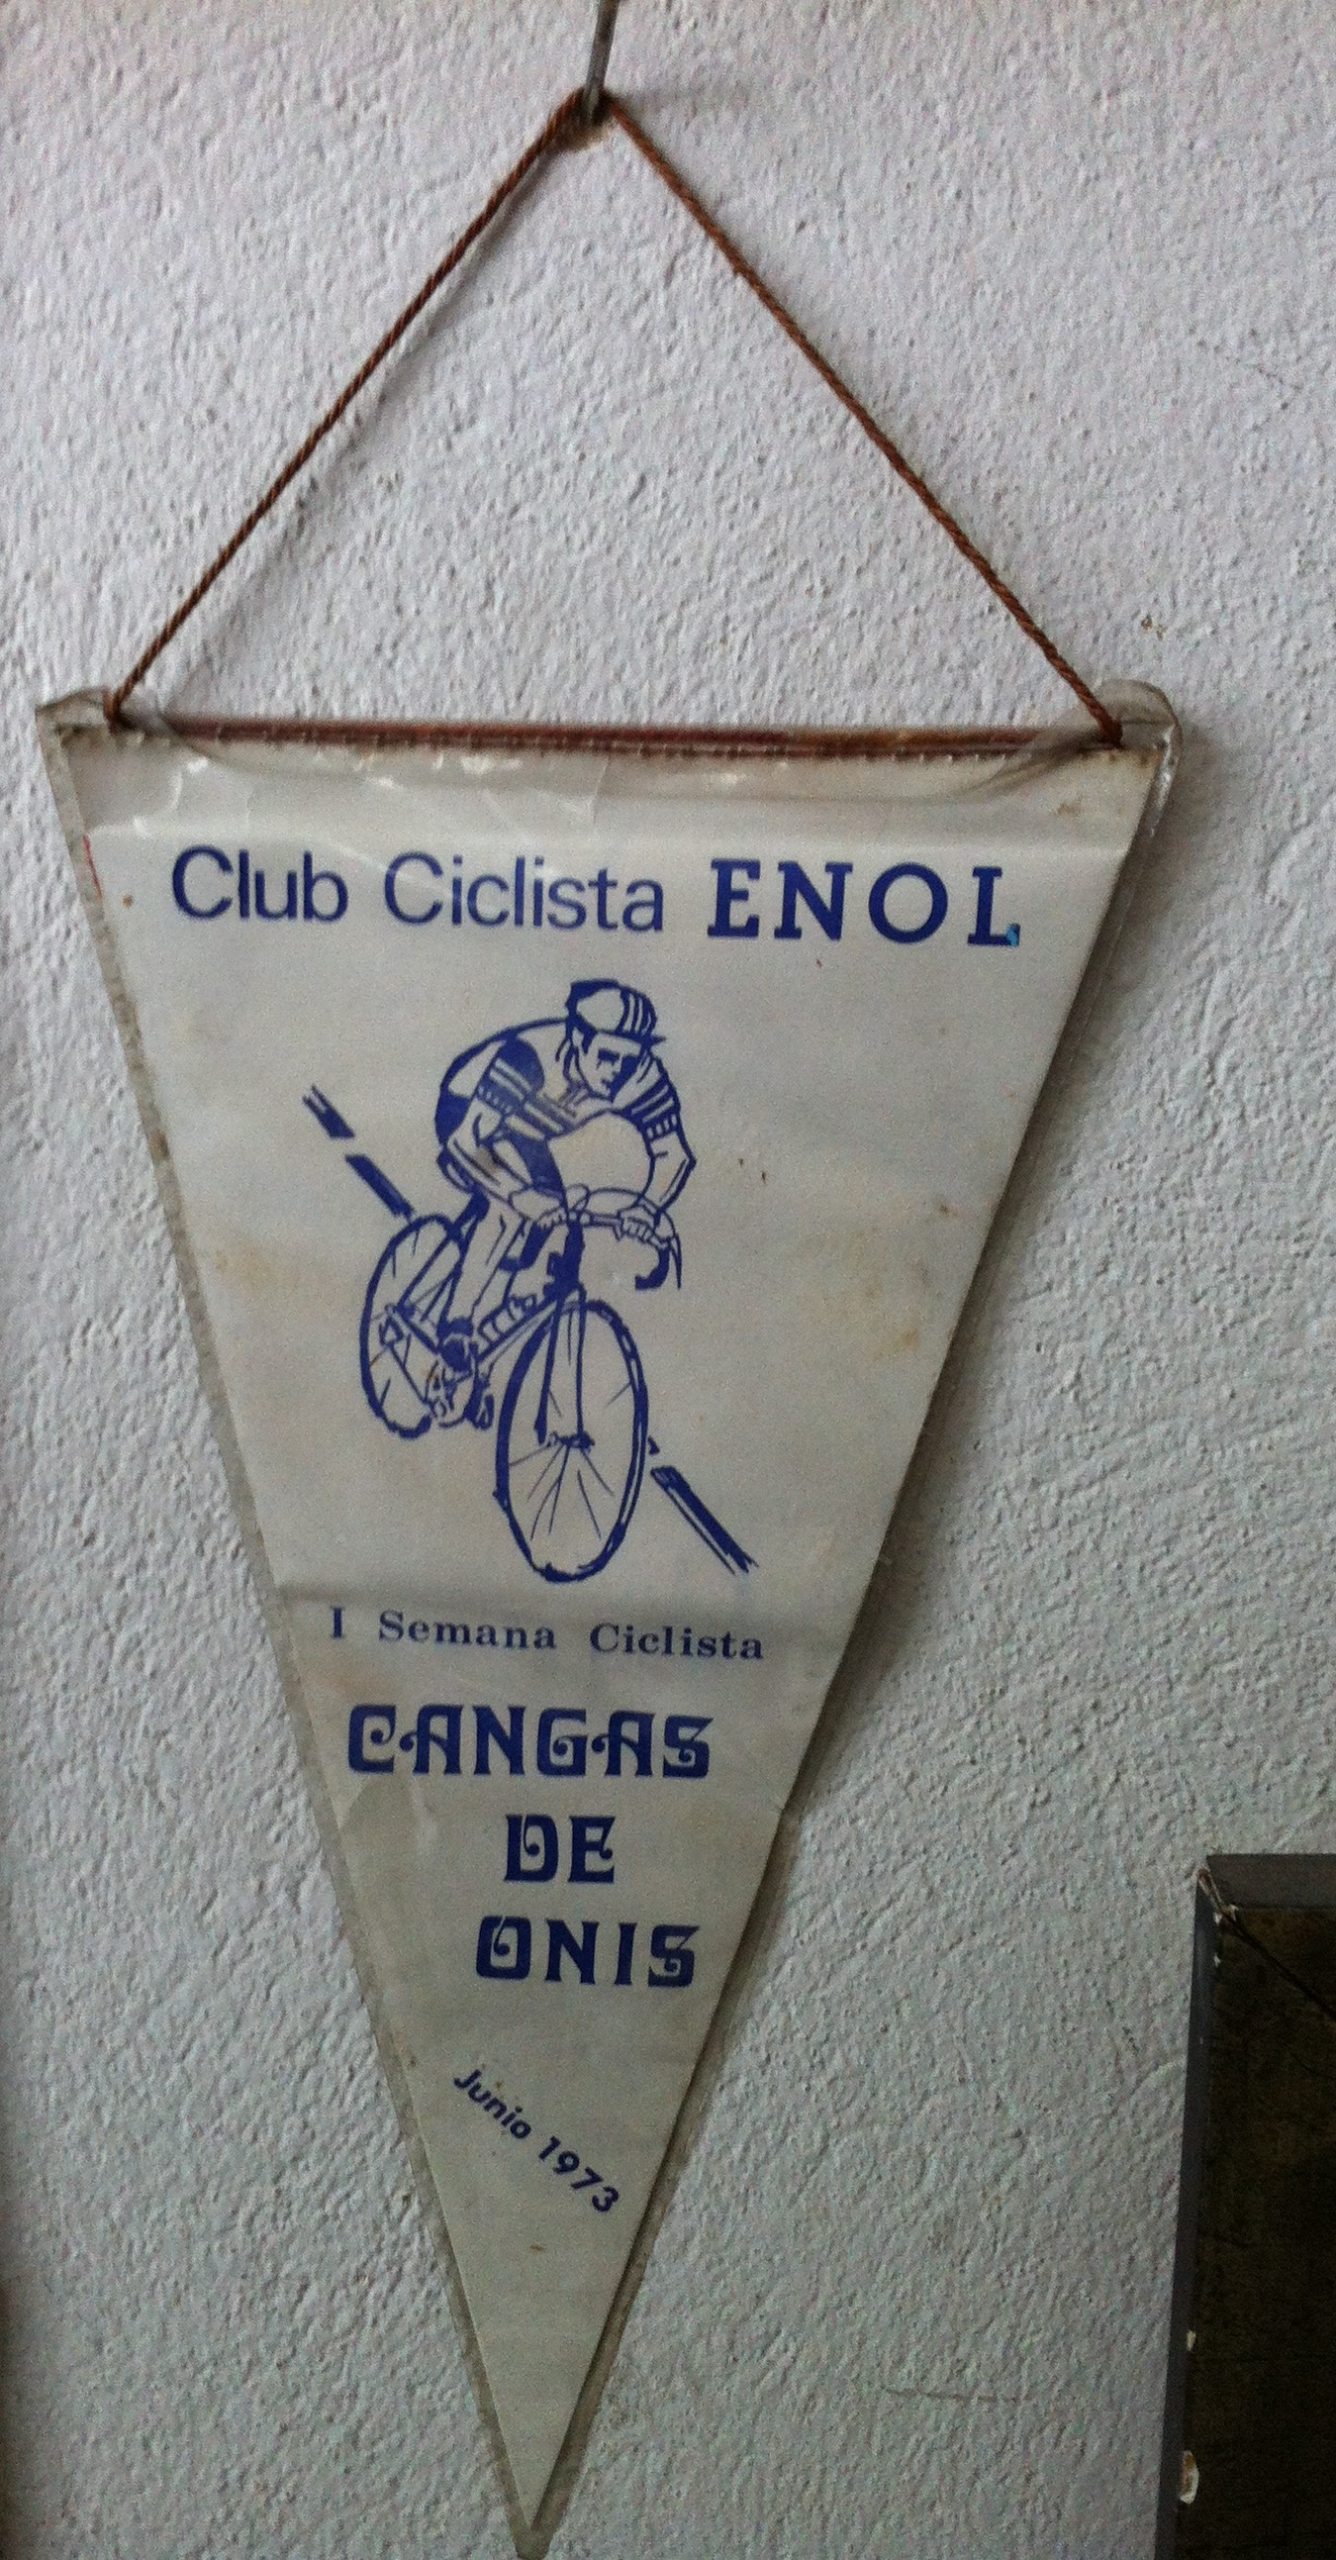 Club Ciclista ENOL
I Semana Ciclista
CANGAS
DE
ONIS
Junio 1973